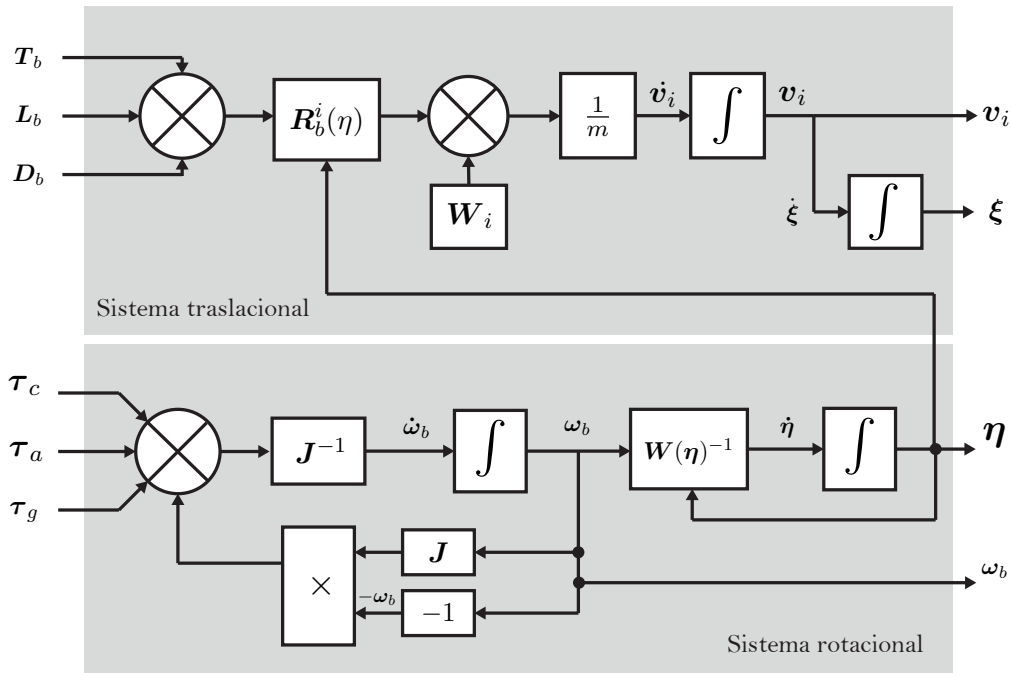 T_b
L_b
D_b
R_b^i(η)
W_i
1/m
v̇_i
∫
v_i
v_i
ξ̇
∫
ξ
Sistema traslacional
τ_c
τ_a
τ_g
J^{-1}
ω̇_b
∫
ω_b
W(η)^{-1}
η̇
∫
η
×
J
-ω_b
-1
ω_b
Sistema rotacional